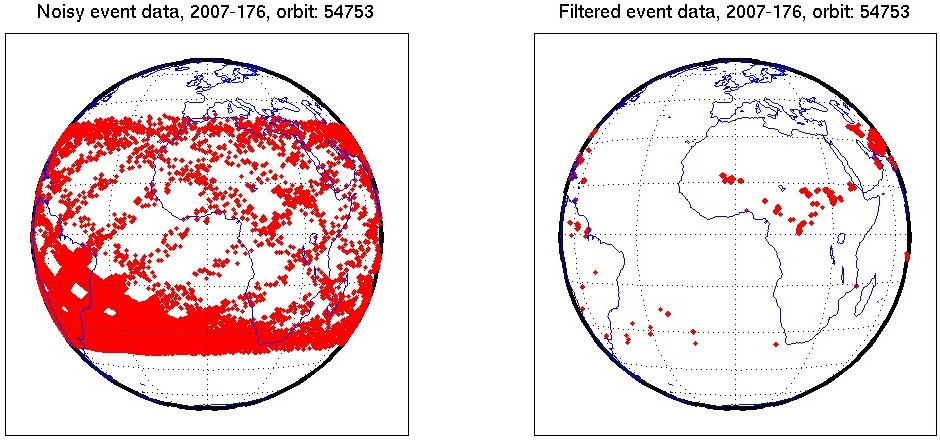 Noisy event data, 2007-176, orbit: 54753
Filtered event data, 2007-176, orbit: 54753